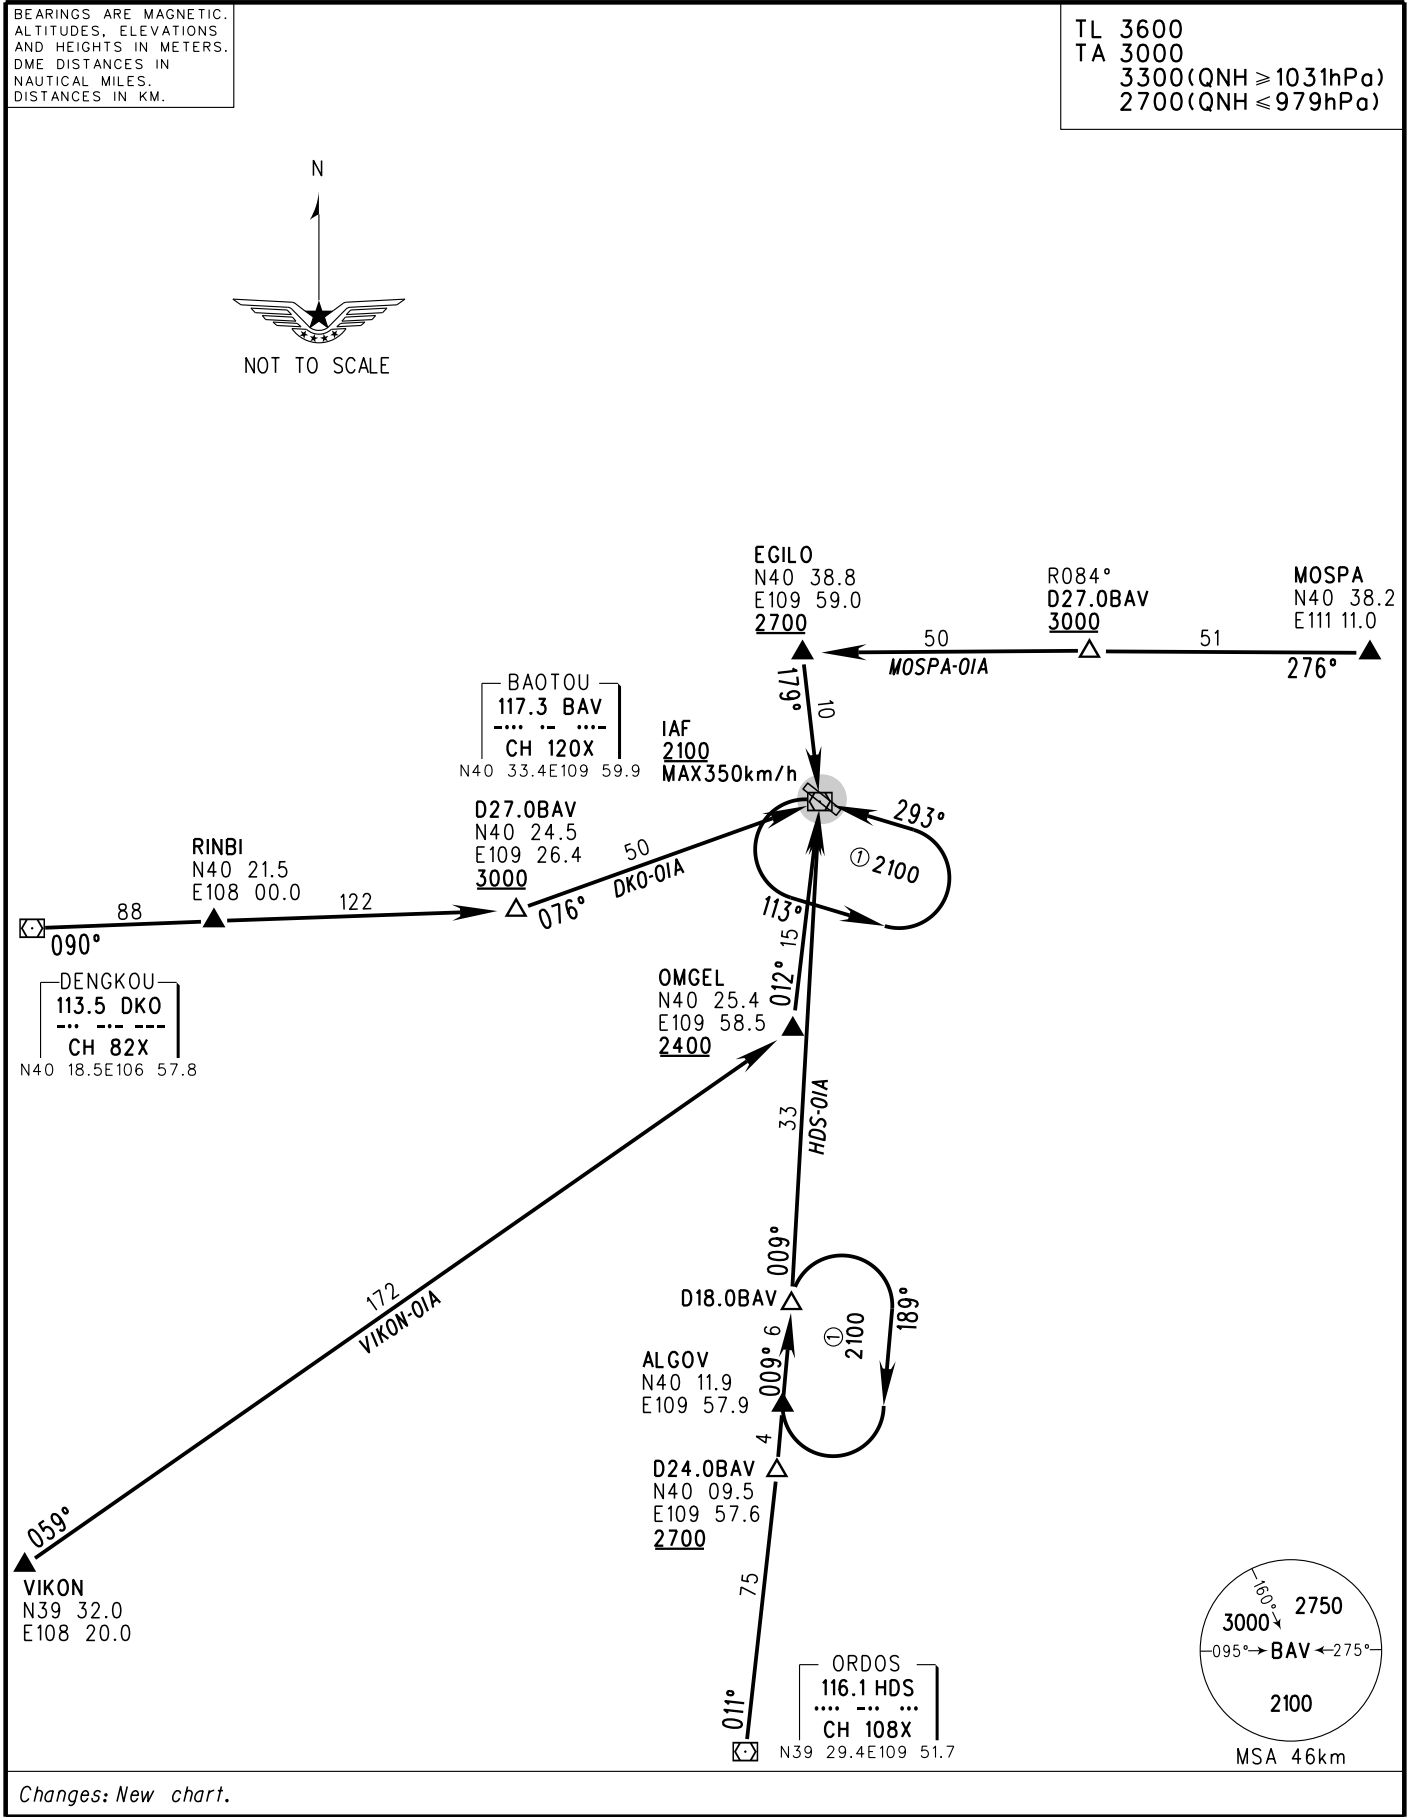 BEARINGS ARE MAGNETIC.
ALTITUDES, ELEVATIONS
AND HEIGHTS IN METERS.
DME DISTANCES IN
NAUTICAL MILES.
DISTANCES IN KM.
TL 3600
TA 3000
3300(QNH ≥ 1031hPa)
2700(QNH ≤ 979hPa)
N
NOT TO SCALE
EGILO
N40 38.8
E109 59.0
2700
R084°
D27.0BAV
3000
MOSPA
N40 38.2
E111 11.0
50
MOSPA-01A
51
276°
179°
10
BAOTOU
117.3 BAV
-··· ·- ···-
CH 120X
N40 33.4E109 59.9
IAF
2100
MAX350km/h
293°
① 2100
113°
D27.0BAV
N40 24.5
E109 26.4
3000
50
DKO-01A
076°
RINBI
N40 21.5
E108 00.0
88
122
090°
DENGKOU
113.5 DKO
-·· -·- ---
CH 82X
N40 18.5E106 57.8
15
012°
OMGEL
N40 25.4
E109 58.5
2400
33
HDS-01A
009°
172
VIKON-01A
D18.0BAV
6
009°
189°
① 2100
ALGOV
N40 11.9
E109 57.9
4
D24.0BAV
N40 09.5
E109 57.6
2700
059°
VIKON
N39 32.0
E108 20.0
75
011°
ORDOS
116.1 HDS
···· -·· ···
CH 108X
N39 29.4E109 51.7
160°
2750
3000
095° BAV 275°
2100
MSA 46km
Changes: New chart.